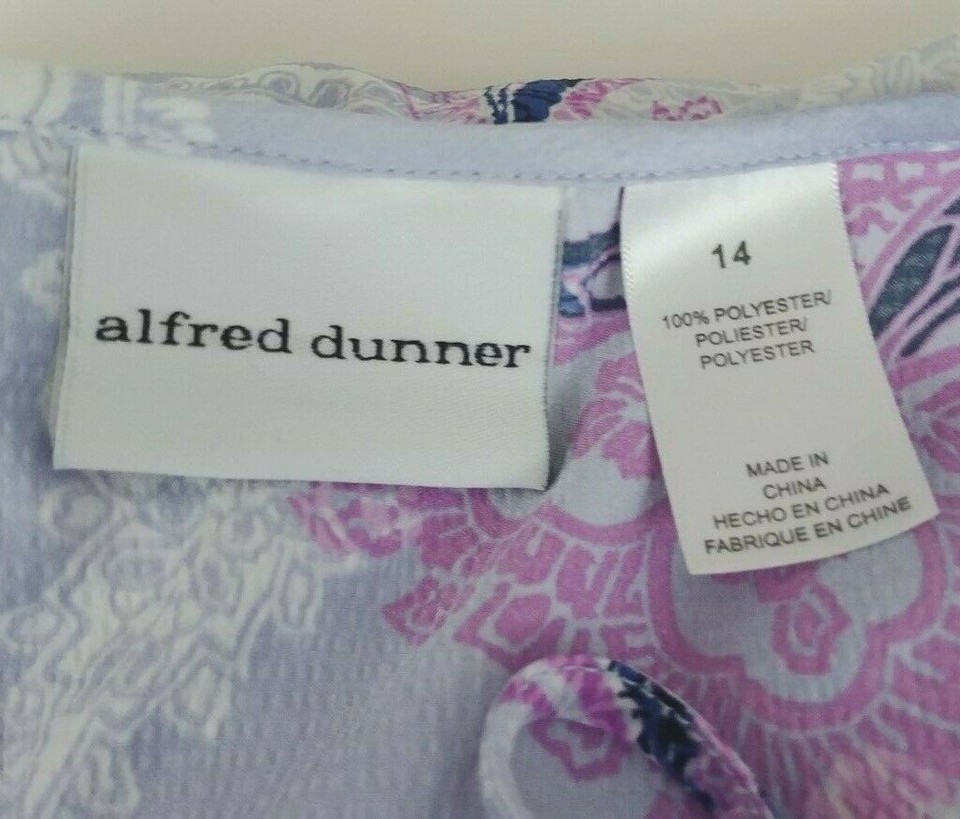 alfred dunner
14
100% POLYESTER/
POLIESTER/
POLYESTER
MADE IN
CHINA
HECHO EN CHINA
FABRIQUE EN CHINE